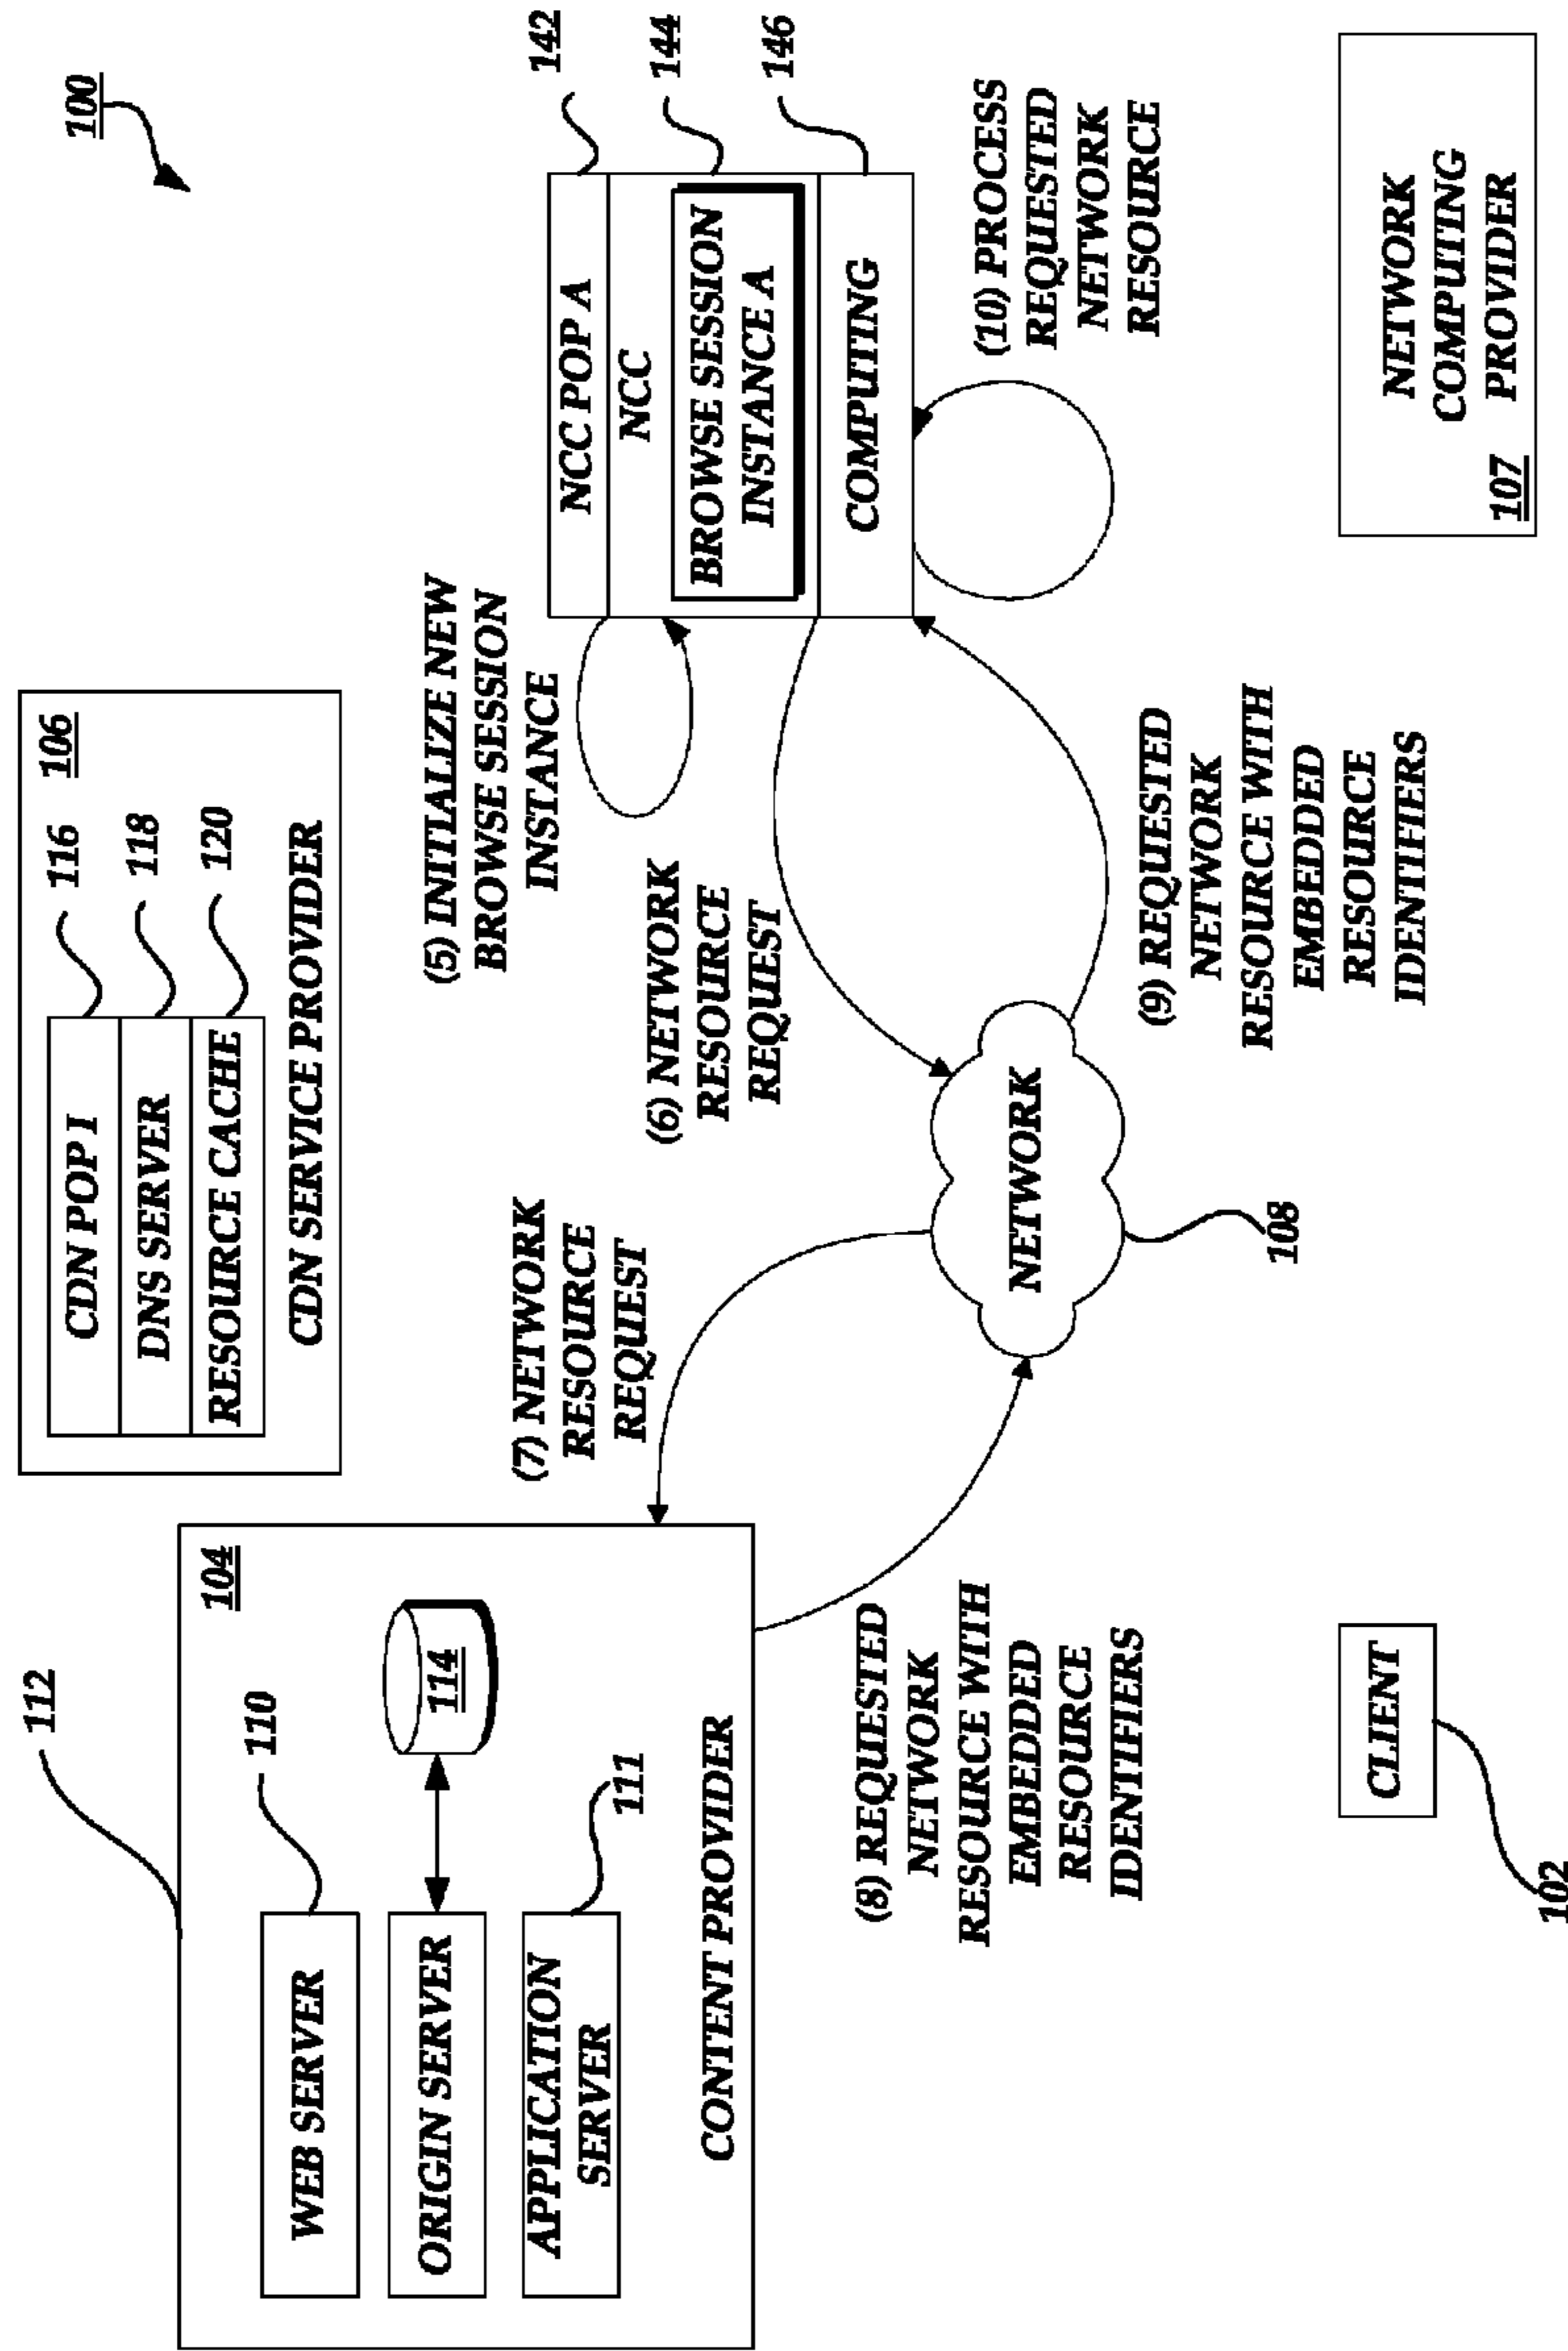 100
112
104
110
WEB SERVER
ORIGIN SERVER
114
APPLICATION
SERVER
111
CONTENT PROVIDER
106
CDN POP I
116
DNS SERVER
118
RESOURCE CACHE
120
CDN SERVICE PROVIDER
(5) INITIALIZE NEW
BROWSE SESSION
INSTANCE
NCC POP A
142
NCC
144
BROWSE SESSION
INSTANCE A
COMPUTING
146
(6) NETWORK
RESOURCE
REQUEST
(7) NETWORK
RESOURCE
REQUEST
(8) REQUESTED
NETWORK
RESOURCE WITH
EMBEDDED
RESOURCE
IDENTIFIERS
NETWORK
108
(9) REQUESTED
NETWORK
RESOURCE WITH
EMBEDDED
RESOURCE
IDENTIFIERS
(10) PROCESS
REQUESTED
NETWORK
RESOURCE
CLIENT
102
NETWORK
COMPUTING
PROVIDER
107